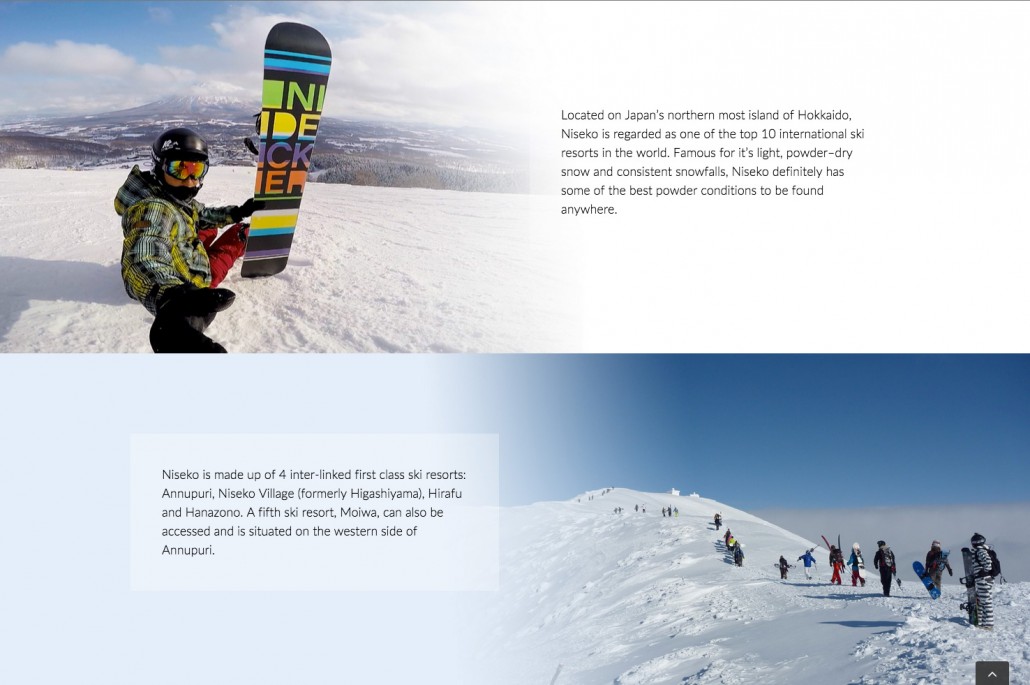 NI
IDE
ICK
IER
Located on Japan's northern most island of Hokkaido,
Niseko is regarded as one of the top 10 international ski
resorts in the world. Famous for it's light, powder–dry
snow and consistent snowfalls, Niseko definitely has
some of the best powder conditions to be found
anywhere.
Niseko is made up of 4 inter-linked first class ski resorts:
Annupuri, Niseko Village (formerly Higashiyama), Hirafu
and Hanazono. A fifth ski resort, Moiwa, can also be
accessed and is situated on the western side of
Annupuri.